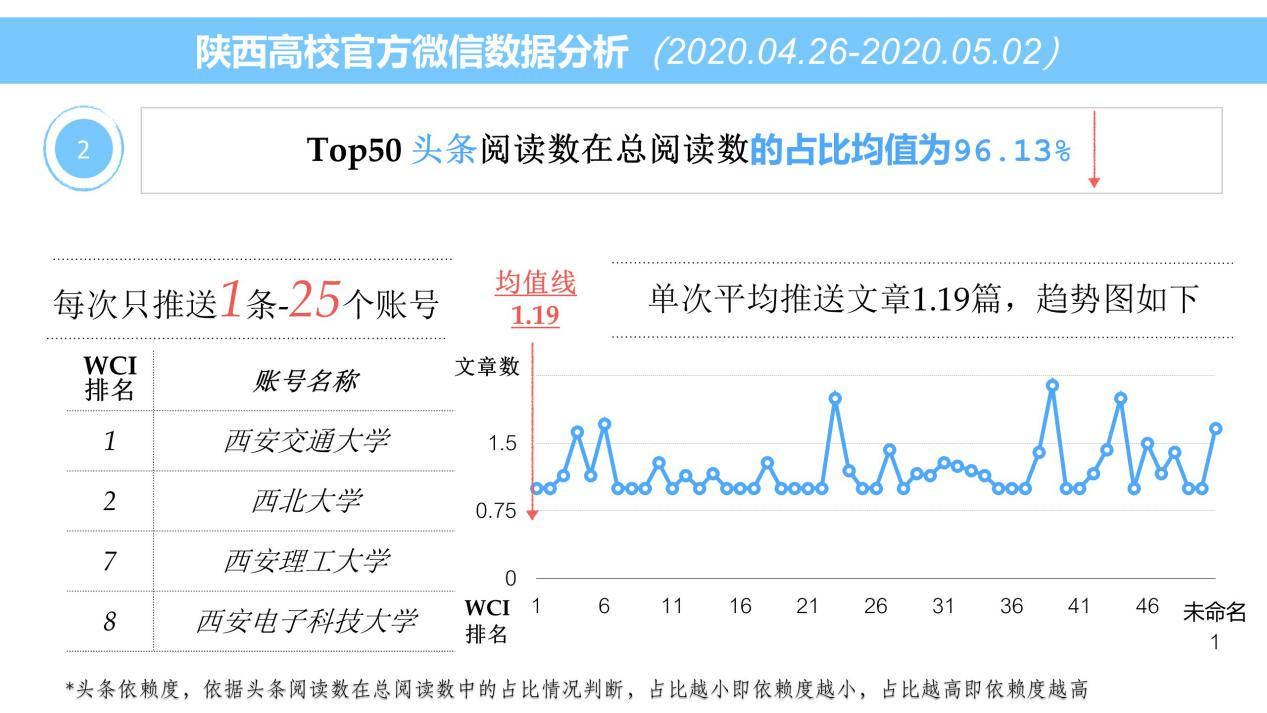 陕西高校官方微信数据分析（2020.04.26-2020.05.02）
2
Top50 头条阅读数在总阅读数的占比均值为96.13%
每次只推送1条-25个账号
均值线
1.19
单次平均推送文章1.19篇，趋势图如下
WCI
排名
账号名称
1
西安交通大学
2
西北大学
7
西安理工大学
8
西安电子科技大学
文章数
1.5
0.75
0
WCI
排名
1 6 11 16 21 26 31 36 41 46 未命名
1
*头条依赖度，依据头条阅读数在总阅读数中的占比情况判断，占比越小即依赖度越小，占比越高即依赖度越高